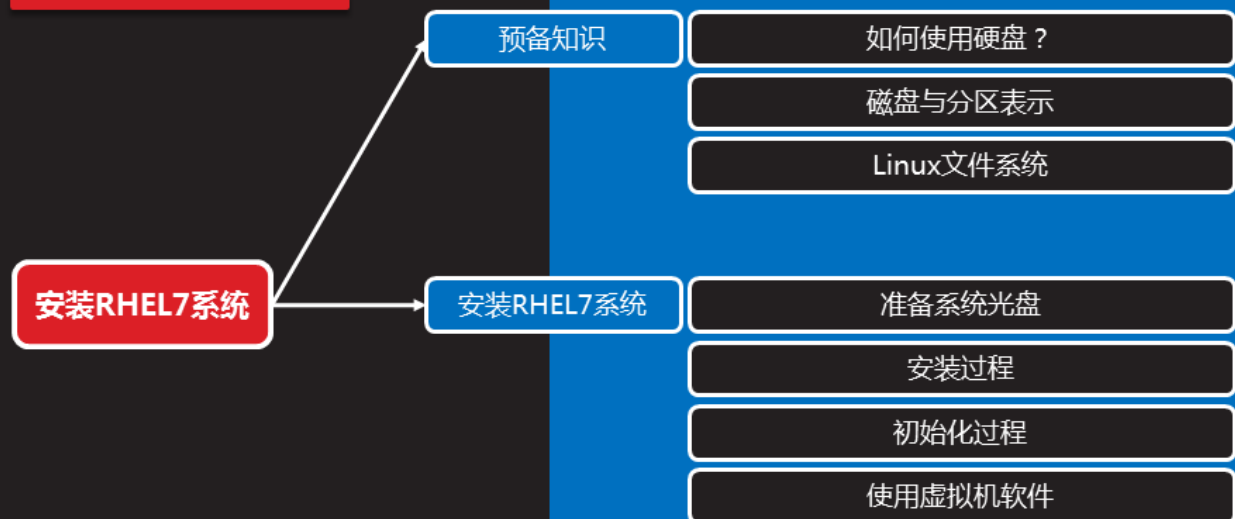 预备知识
如何使用硬盘？
磁盘与分区表示
Linux文件系统
安装RHEL7系统
安装RHEL7系统
准备系统光盘
安装过程
初始化过程
使用虚拟机软件